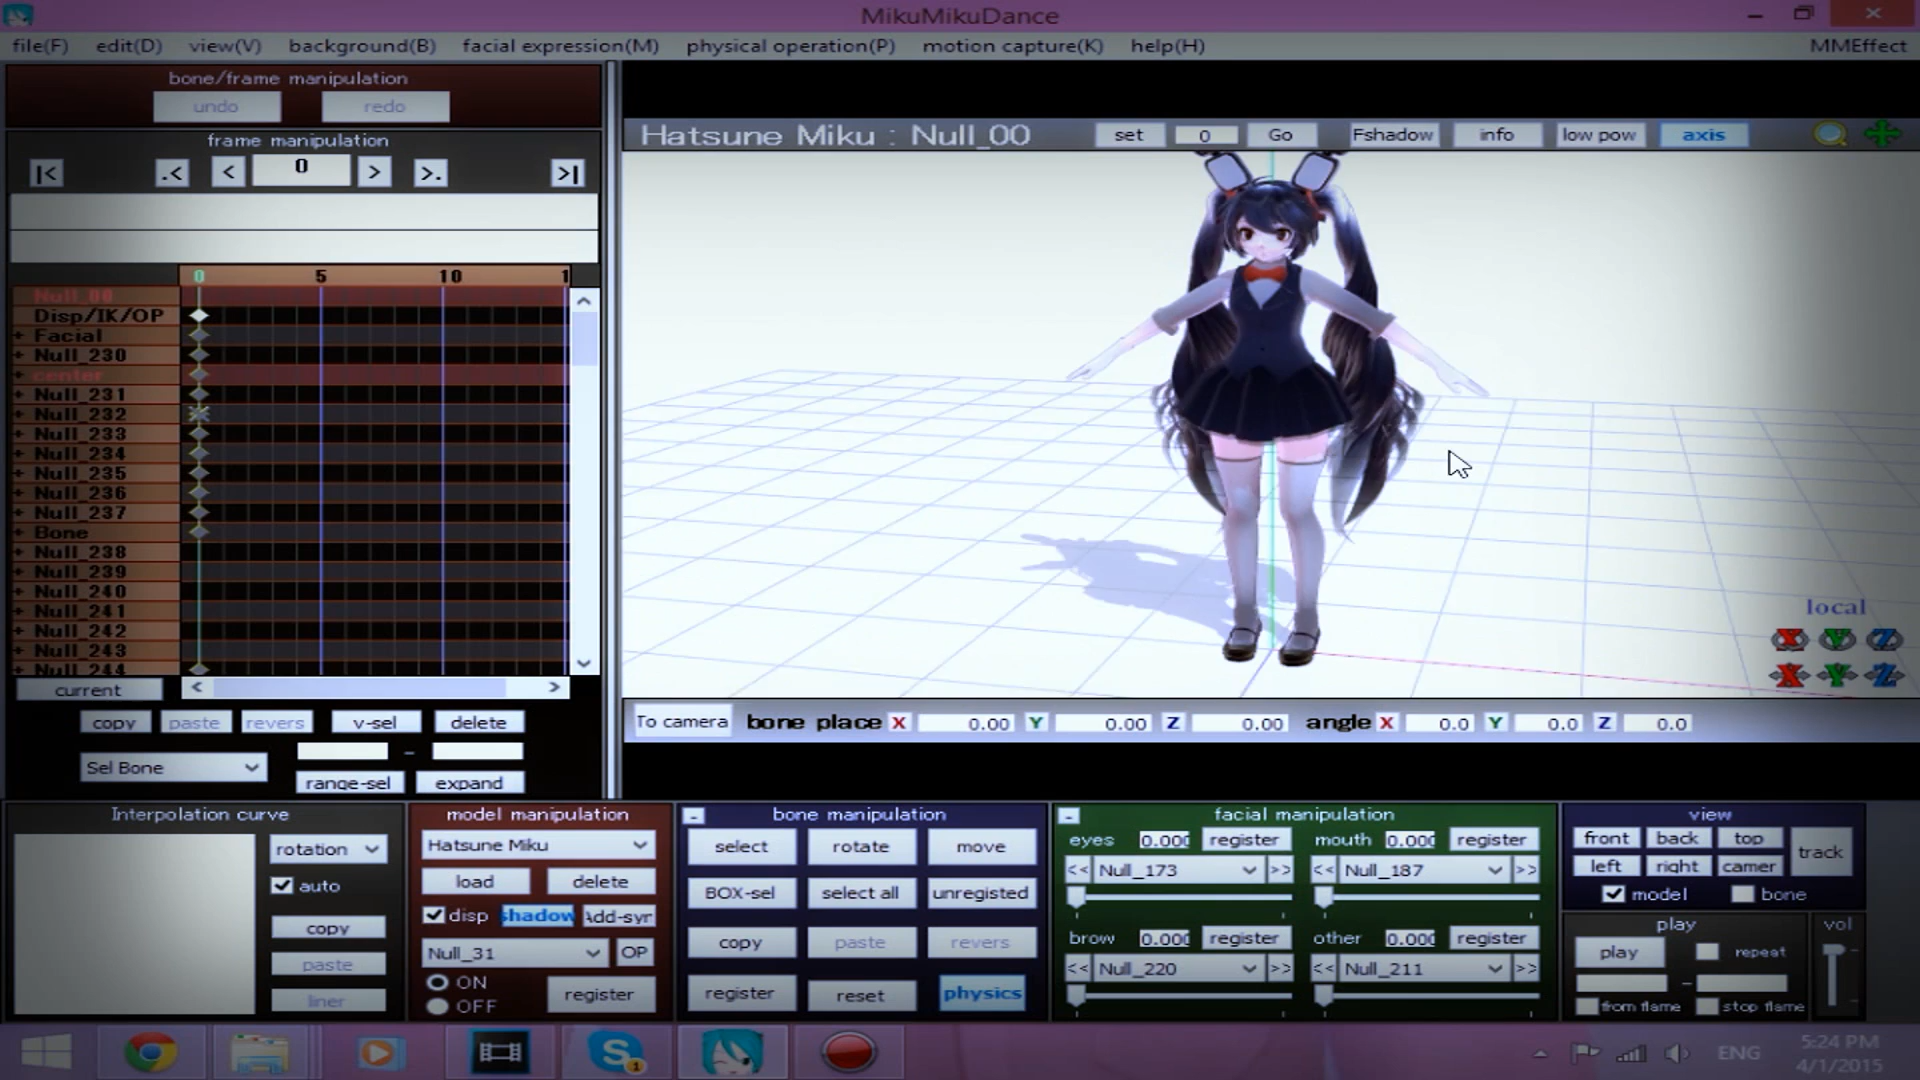 MikuMikuDance
file(F) edit(D) view(V) background(B) facial expression(M) physical operation(P) motion capture(K) help(H) MMEffect
bone/frame manipulation
undo redo
frame manipulation
|< .< < 0 > >. >|
Hatsune Miku : Null_00 set 0 Go Fshadow info low pow axis
0 5 10 1
Null_00
Disp/IK/OP
+ Facial
+ Null_230
+ center
+ Null_231
+ Null_232
+ Null_233
+ Null_234
+ Null_235
+ Null_236
+ Null_237
+ Bone
+ Null_238
+ Null_239
+ Null_240
+ Null_241
+ Null_242
+ Null_243
+ Null_244
local
X Y Z
X Y Z
current
copy paste revers v-sel delete
Sel Bone -
range-sel expand
To camera bone place X 0.00 Y 0.00 Z 0.00 angle X 0.0 Y 0.0 Z 0.0
Interpolation curve
rotation
auto
copy
paste
liner
model manipulation
Hatsune Miku
load delete
disp shadow Add-syn
Null_31 OP
ON
OFF
register
- bone manipulation
select rotate move
BOX-sel select all unregisted
copy paste revers
register reset physics
- facial manipulation
eyes 0.000 register mouth 0.000 register
<< Null_173 >> << Null_187 >>
brow 0.000 register other 0.000 register
<< Null_220 >> << Null_211 >>
view
front back top
left right camer
track
model bone
play
play repeat
-
from flame stop flame
vol
S 1
ENG
5:24 PM
4/1/2015